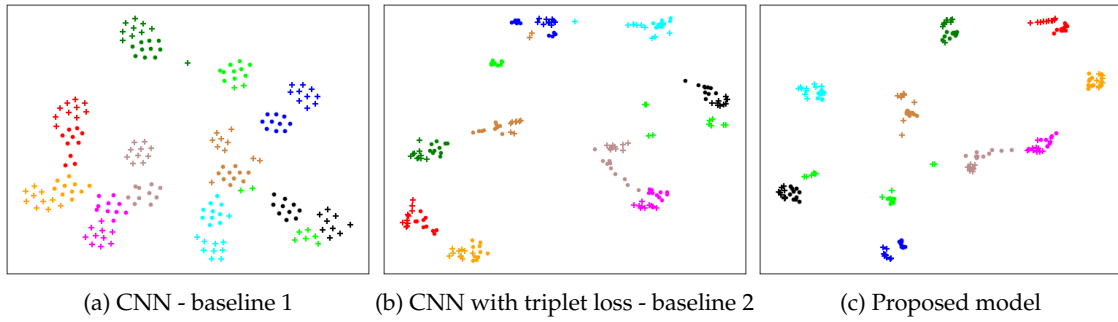 (a) CNN - baseline 1
(b) CNN with triplet loss - baseline 2
(c) Proposed model